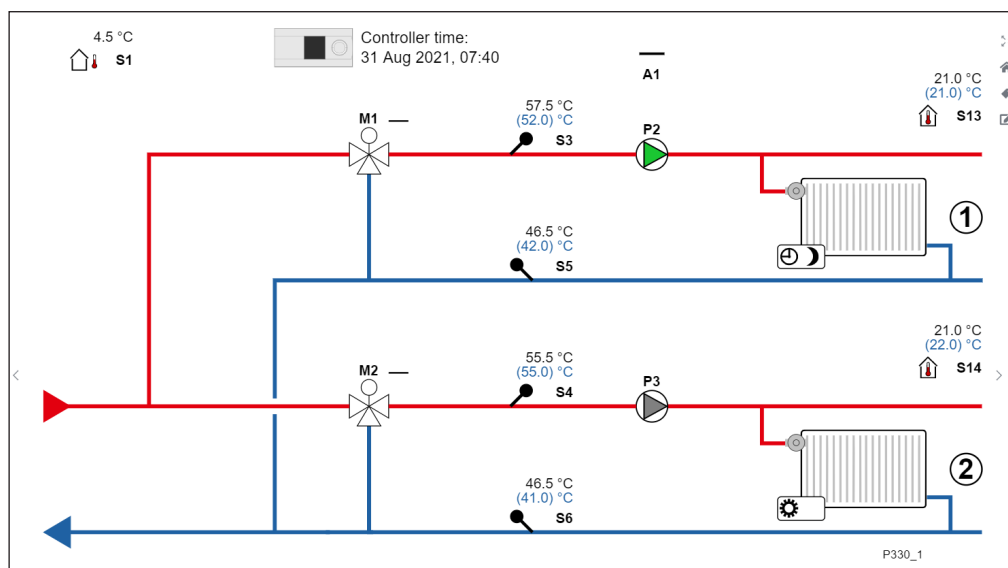 4.5 °C
S1
Controller time:
31 Aug 2021, 07:40
A1
21.0 °C
(21.0) °C
S13
M1
57.5 °C
(52.0) °C
S3
P2
1
46.5 °C
(42.0) °C
S5
21.0 °C
(22.0) °C
S14
M2
55.5 °C
(55.0) °C
S4
P3
2
46.5 °C
(41.0) °C
S6
P330_1